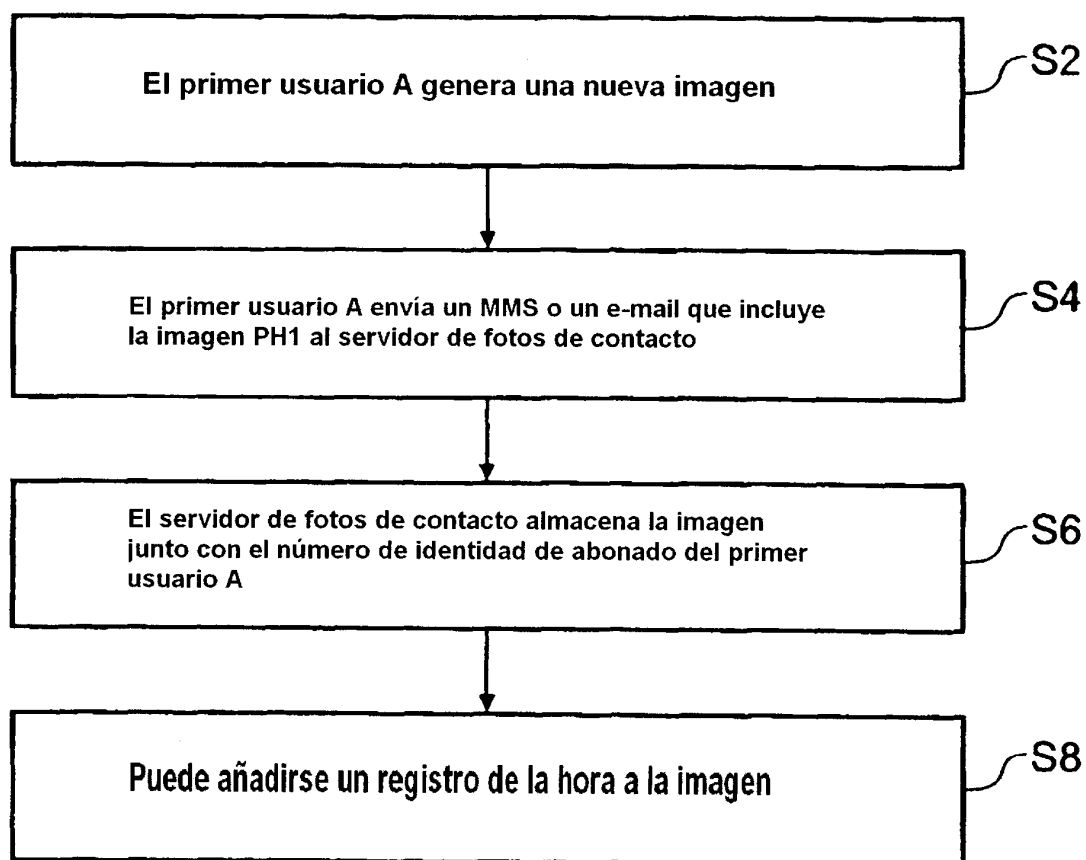 El primer usuario A genera una nueva imagen
S2
El primer usuario A envía un MMS o un e-mail que incluye
la imagen PH1 al servidor de fotos de contacto
S4
El servidor de fotos de contacto almacena la imagen
junto con el número de identidad de abonado del primer
usuario A
S6
Puede añadirse un registro de la hora a la imagen
S8